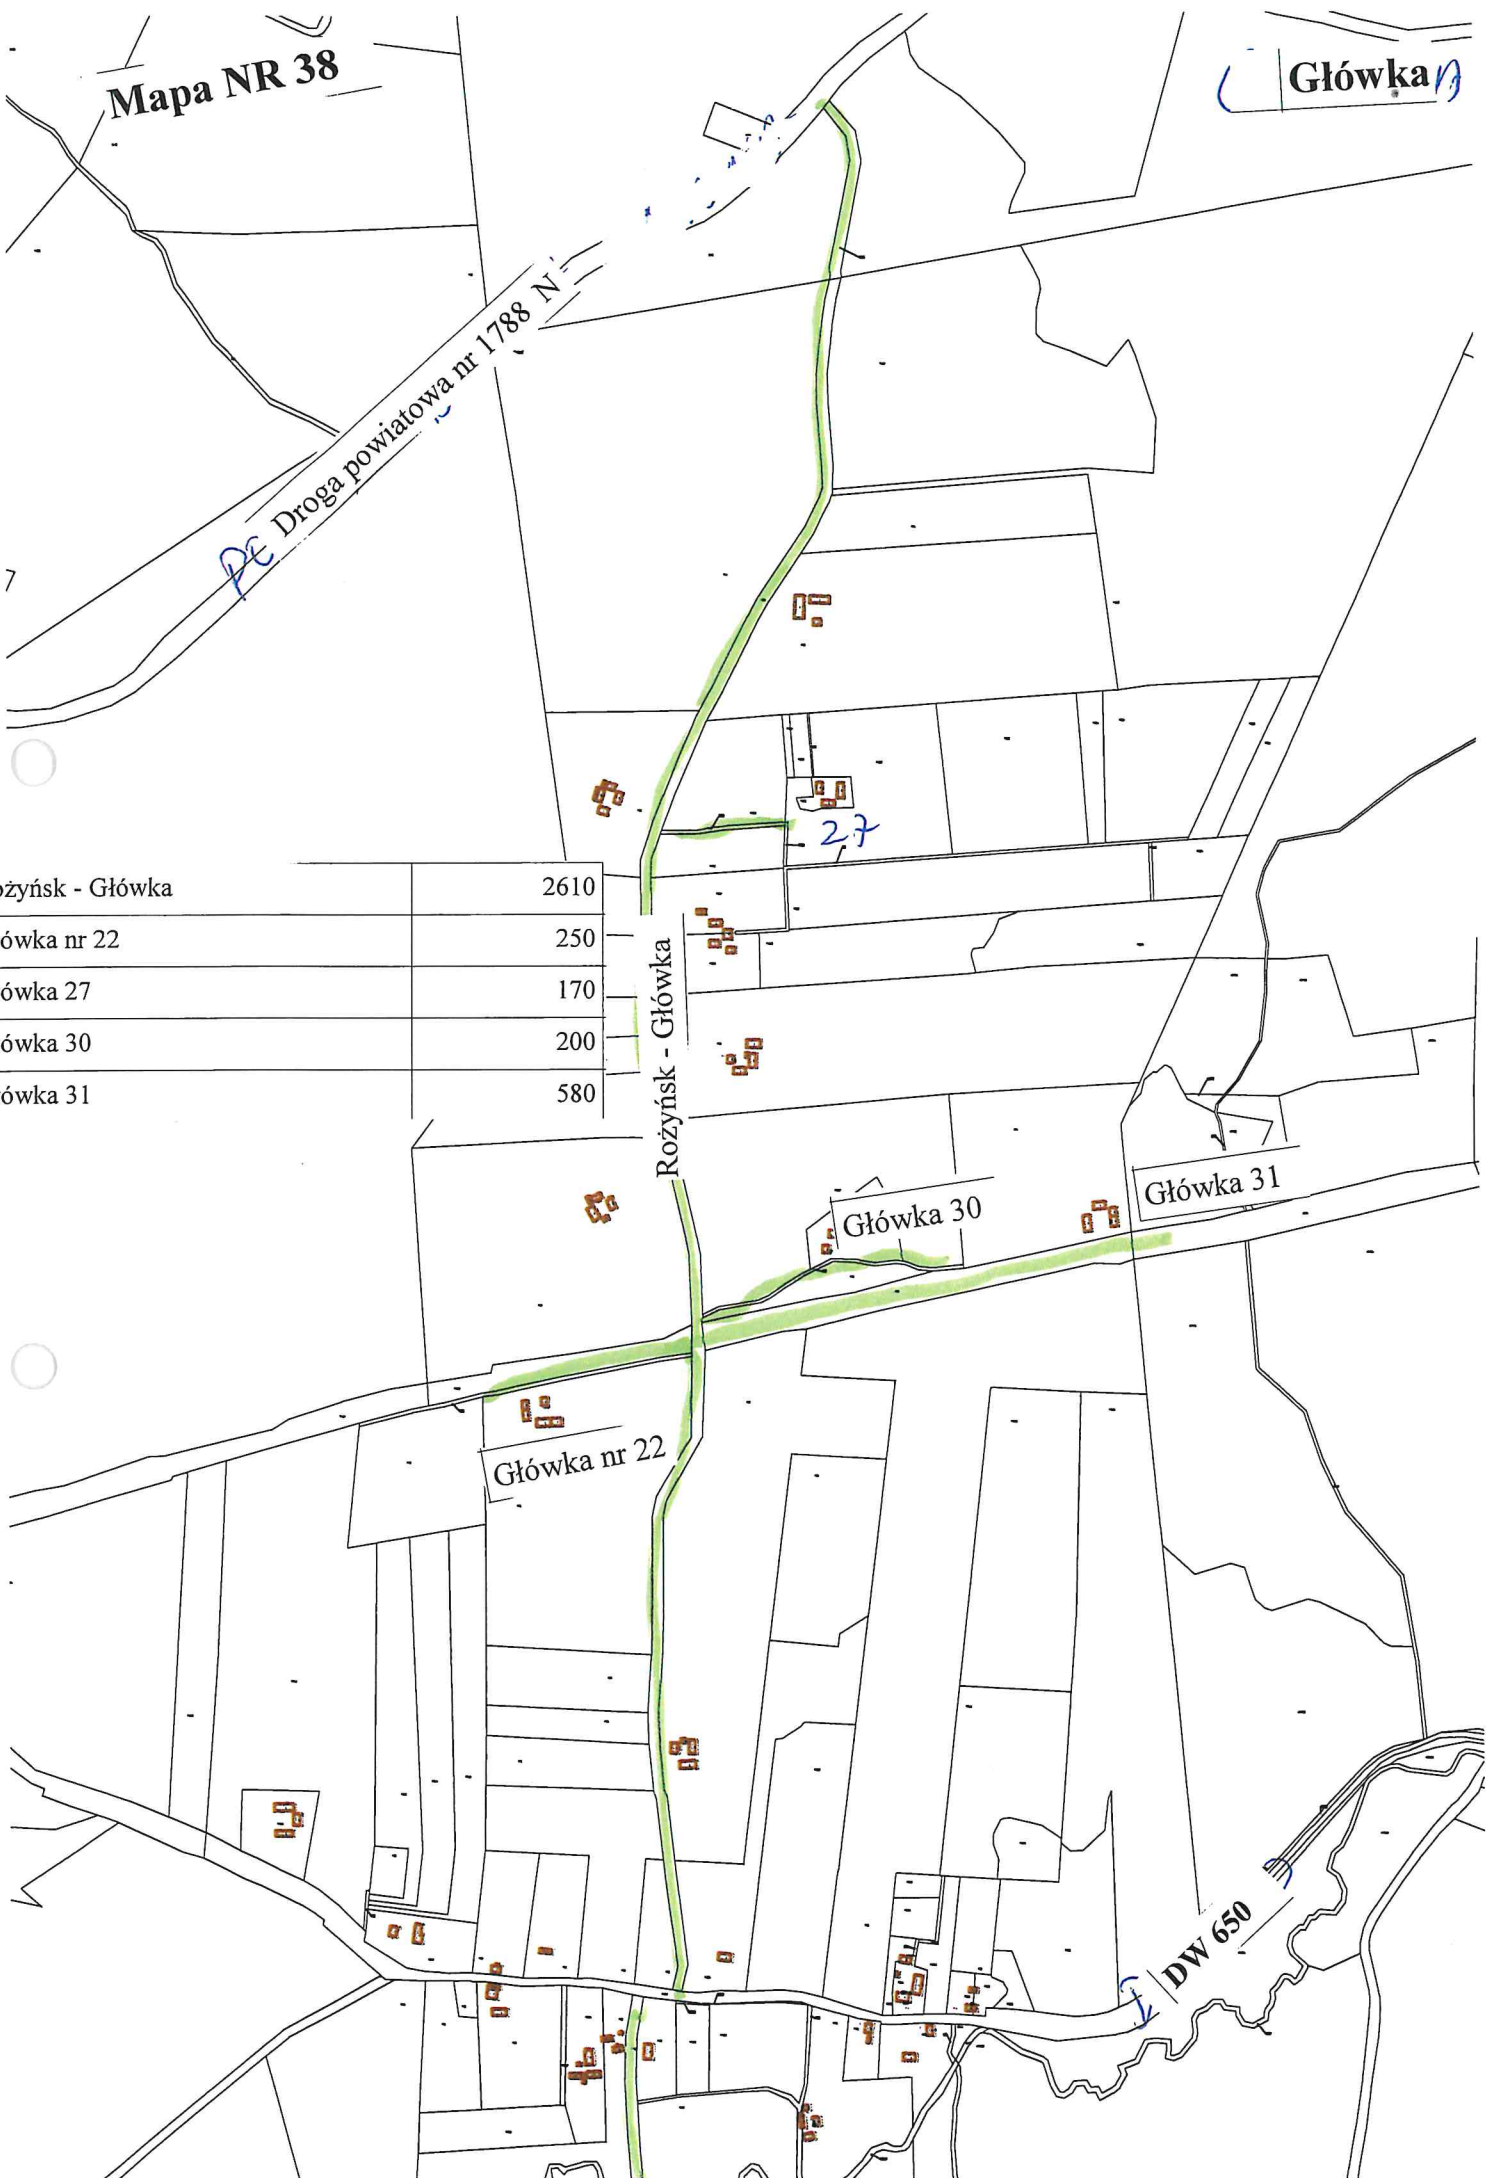 Mapa NR 38
Główka
Droga powiatowa nr 1788 N
27
ożyńsk - Główka 2610
ówka nr 22 250
ówka 27 170
ówka 30 200
ówka 31 580
Rożyńsk - Główka
Główka 31
Główka 30
Główka nr 22
DW 650